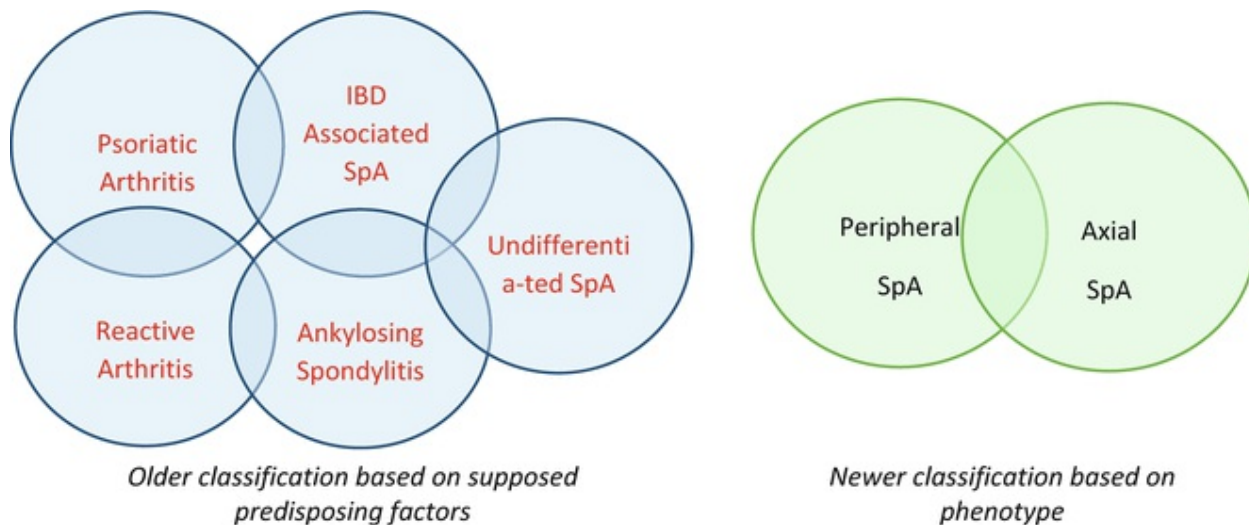 Psoriatic
Arthritis
IBD
Associated
SpA
Undifferenti
a-ted SpA
Reactive
Arthritis
Ankylosing
Spondylitis
Older classification based on supposed
predisposing factors
Peripheral
SpA
Axial
SpA
Newer classification based on
phenotype